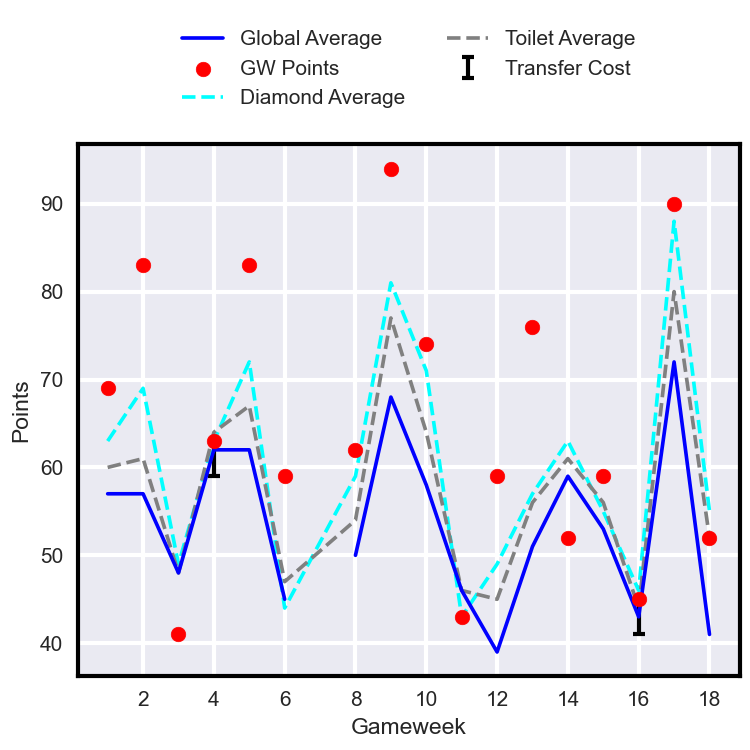 Global Average
GW Points
Diamond Average
Toilet Average
Transfer Cost
Points
90
80
70
60
50
40
2 4 6 8 10 12 14 16 18
Gameweek